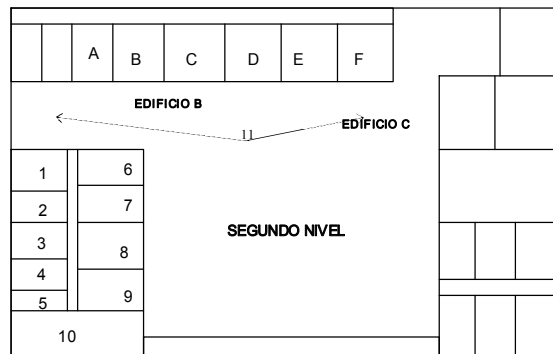 A B C D E F
EDIFICIO B
11
EDIFICIO C
1 6
2 7
3 8
4
5 9
10
SEGUNDO NIVEL